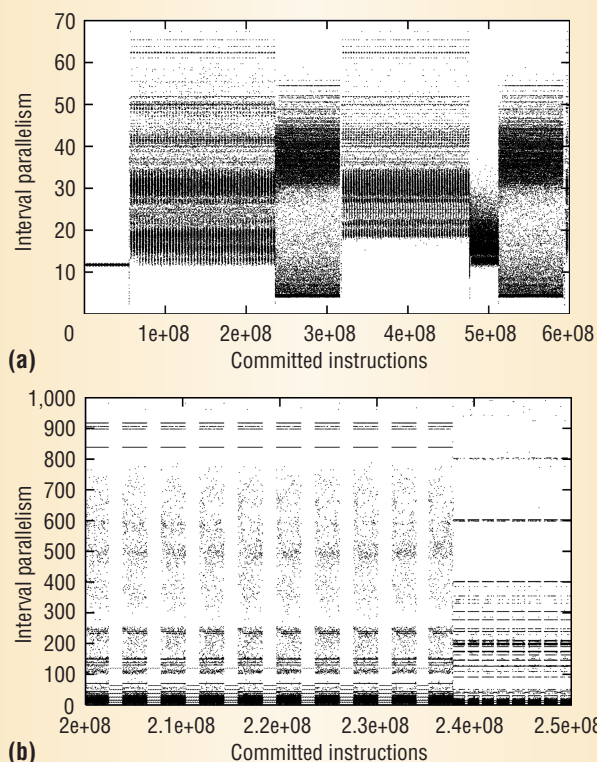 70
60
50
40
30
20
10
0
Interval parallelism
1e+08
2e+08
3e+08
4e+08
5e+08
6e+08
Committed instructions
(a)
1,000
900
800
700
600
500
400
300
200
100
0
Interval parallelism
2e+08
2.1e+08
2.2e+08
2.3e+08
2.4e+08
2.5e+08
Committed instructions
(b)